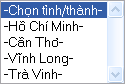 -Chọn tỉnh/thành-
-Hồ Chí Minh-
-Cần Thơ-
-Vĩnh Long-
-Trà Vinh-